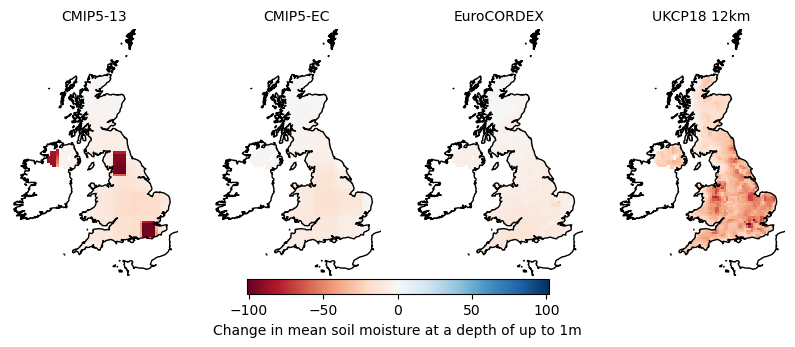 CMIP5-13 CMIP5-EC EuroCORDEX UKCP18 12km
−100 −50 0 50 100
Change in mean soil moisture at a depth of up to 1m